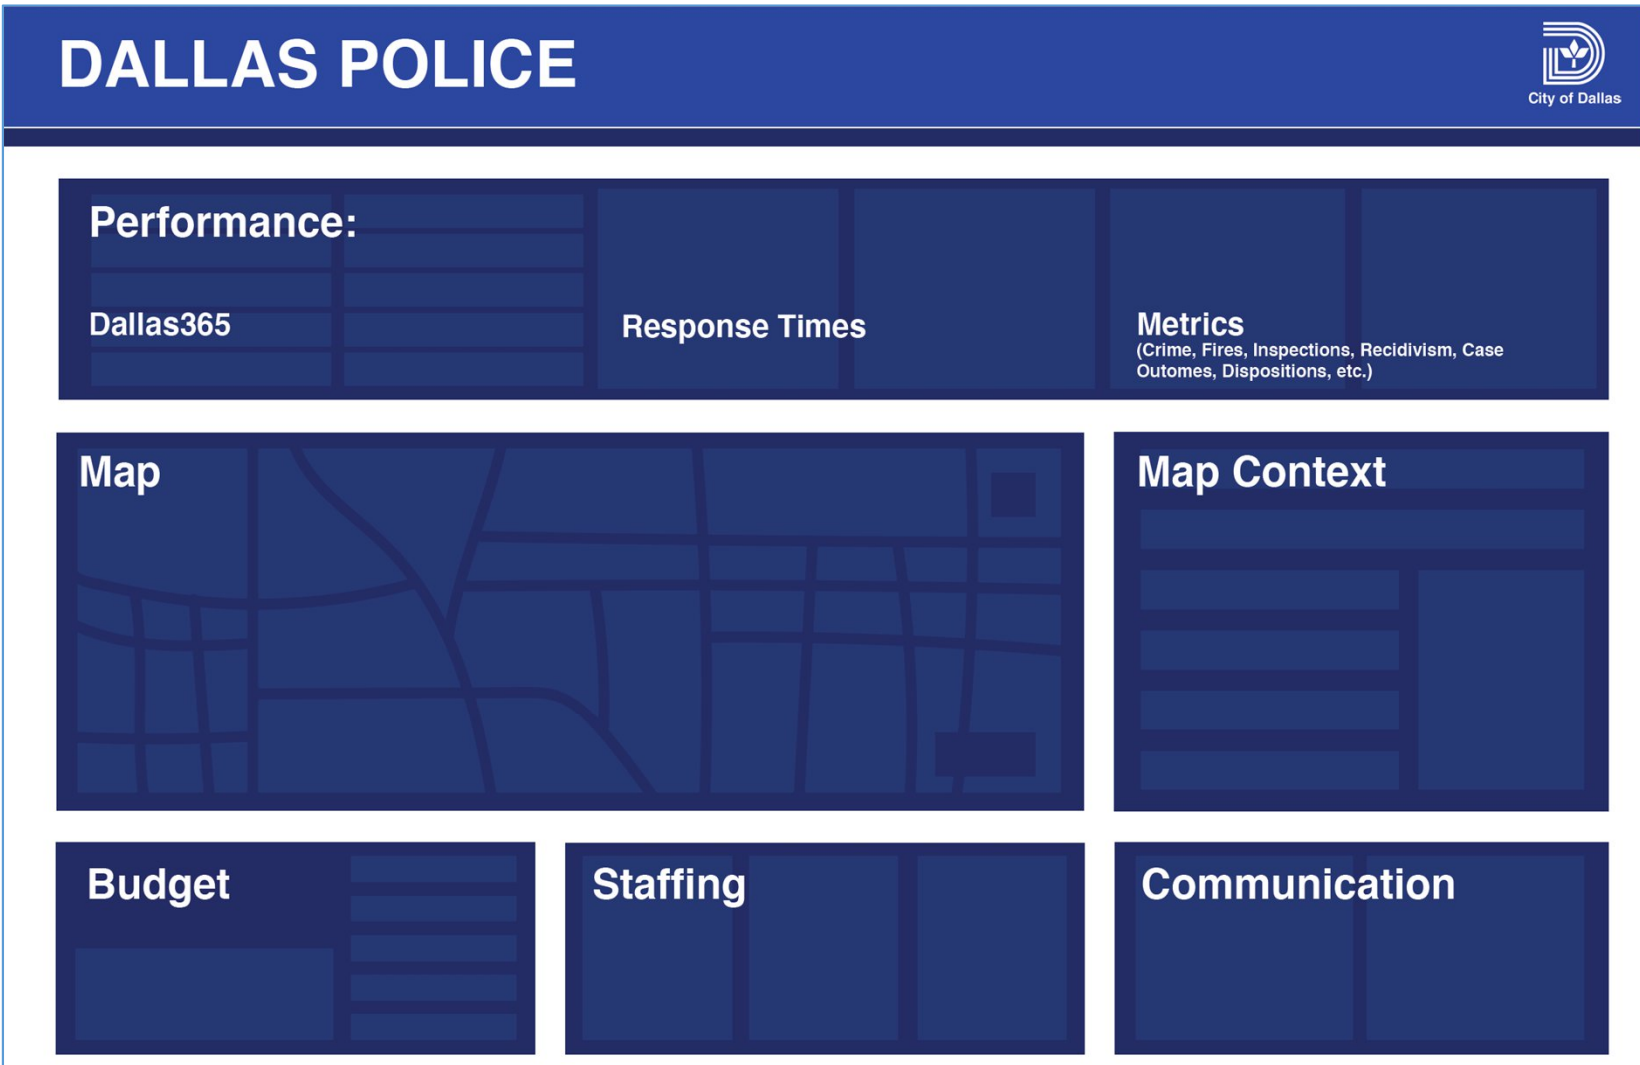 DALLAS POLICE
City of Dallas
Performance:
Dallas365
Response Times
Metrics
(Crime, Fires, Inspections, Recidivism, Case
Outomes, Dispositions, etc.)
Map
Map Context
Budget
Staffing
Communication